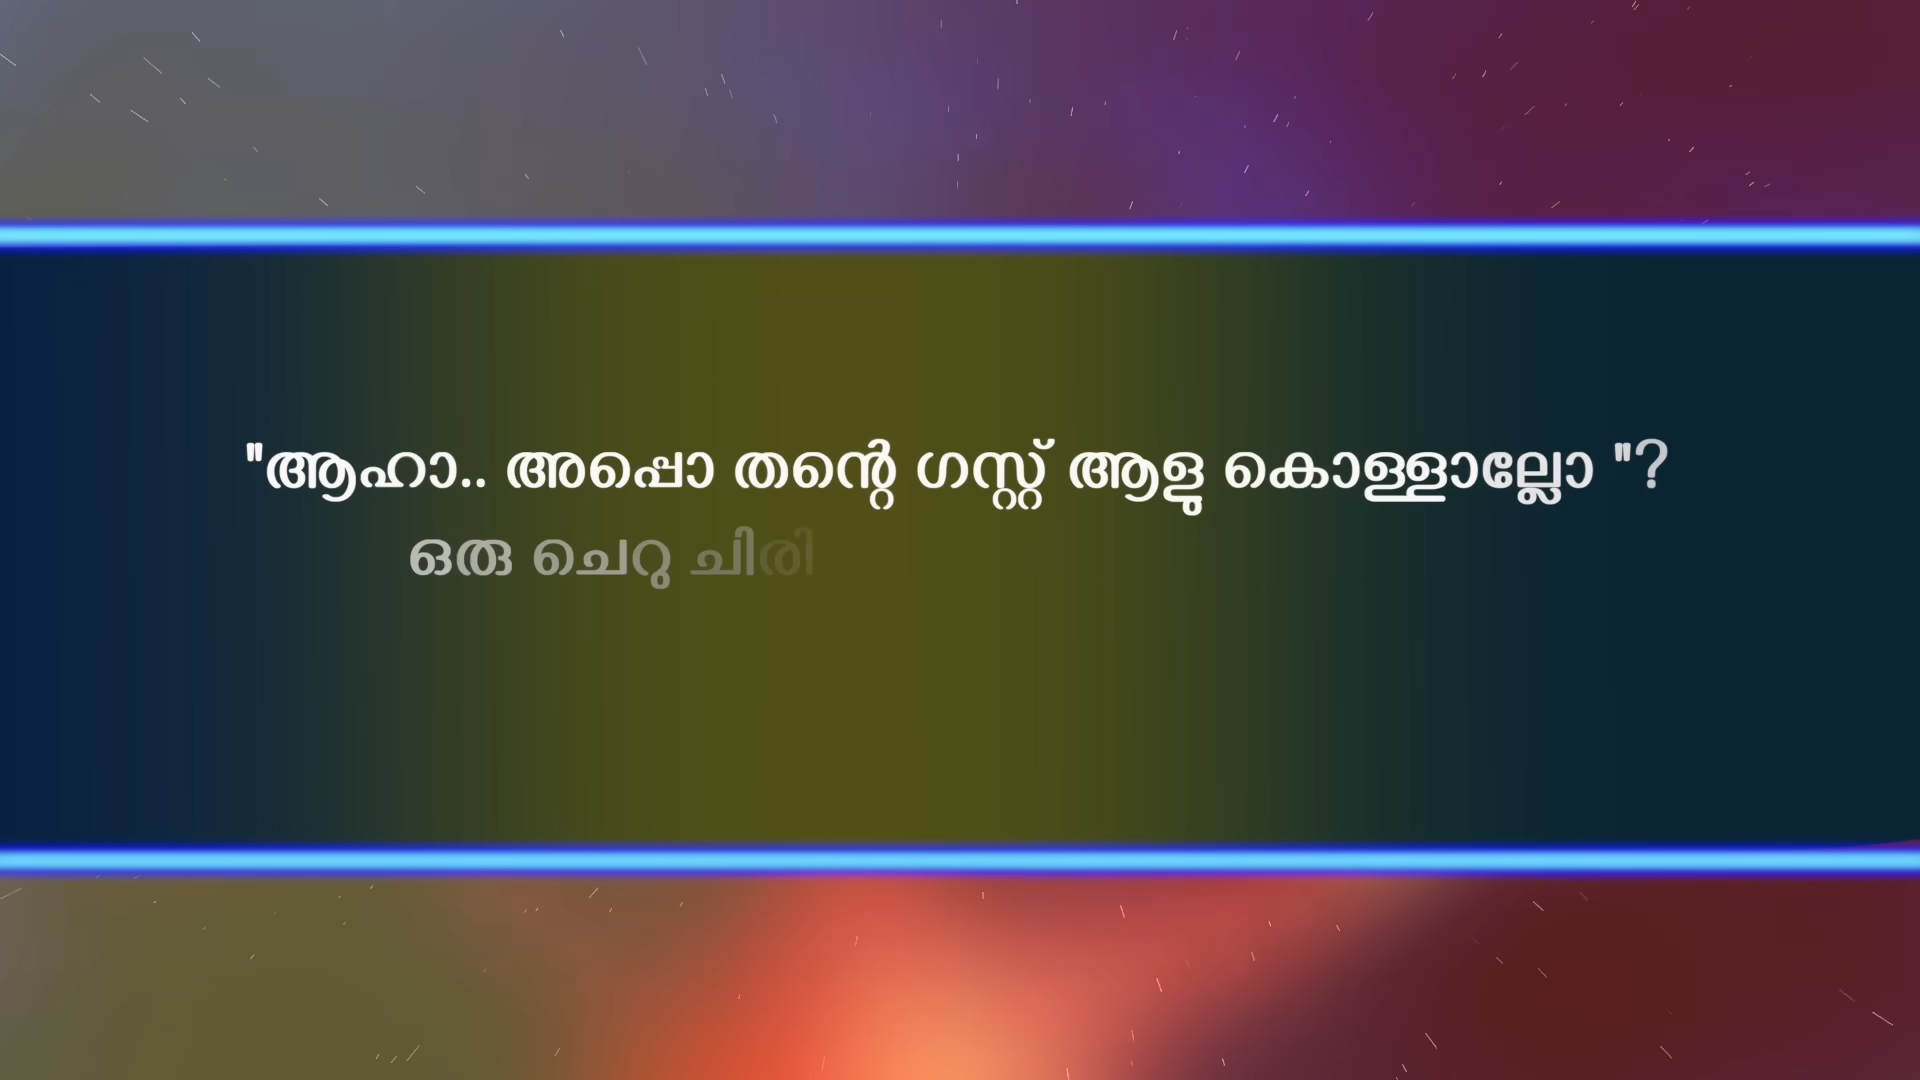 "ആഹാ.. അപ്പൊ തന്റെ ഗസ്റ്റ് ആളു കൊള്ളാല്ലോ "?
ഒരു ചെറു ചിരി